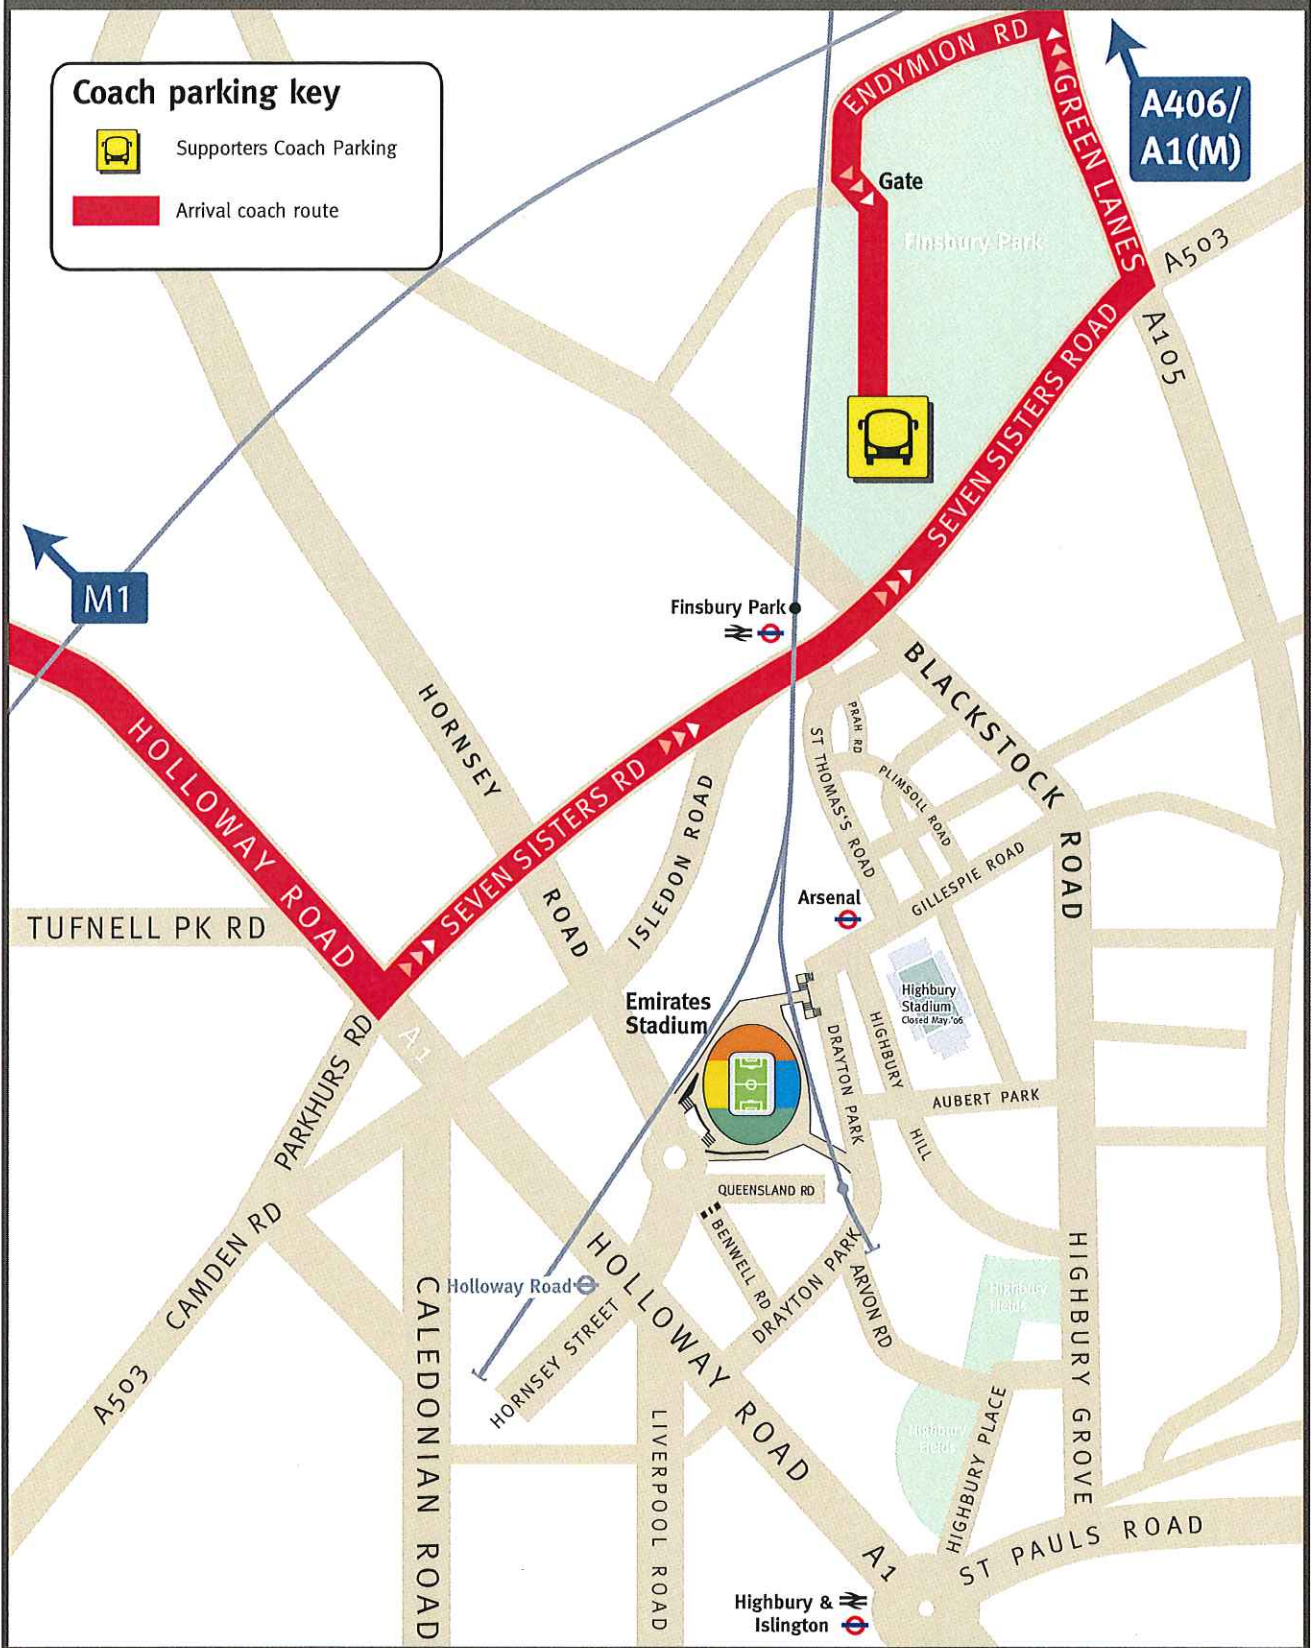 Coach parking key
Supporters Coach Parking
Arrival coach route
ENDYMION RD
GREEN LANES
A406/
A1(M)
Gate
Finsbury Park
A503
A105
SEVEN SISTERS ROAD
M1
Finsbury Park
HOLLOWAY ROAD
HORNSEY
ROAD
SEVEN SISTERS RD
ISLEDON ROAD
BLACKSTOCK
ROAD
PRAH RD
ST THOMAS'S ROAD
PLIMSOLL ROAD
GILLESPIE ROAD
TUFNELL PK RD
Arsenal
Emirates
Stadium
Highbury
Stadium
Closed May.'06
A1
PARKHURS RD
DRAYTON PARK
HIGHBURY
HILL
AUBERT PARK
QUEENSLAND RD
BENWELL RD
DRAYTON PARK
ARVON RD
CAMDEN RD
A503
CALEDONIAN ROAD
Holloway Road
HORNSEY STREET
HOLLOWAY ROAD
LIVERPOOL ROAD
Highbury
Fields
Highbury
Fields
HIGHBURY PLACE
HIGHBURY GROVE
A1
ST PAULS ROAD
Highbury &
Islington